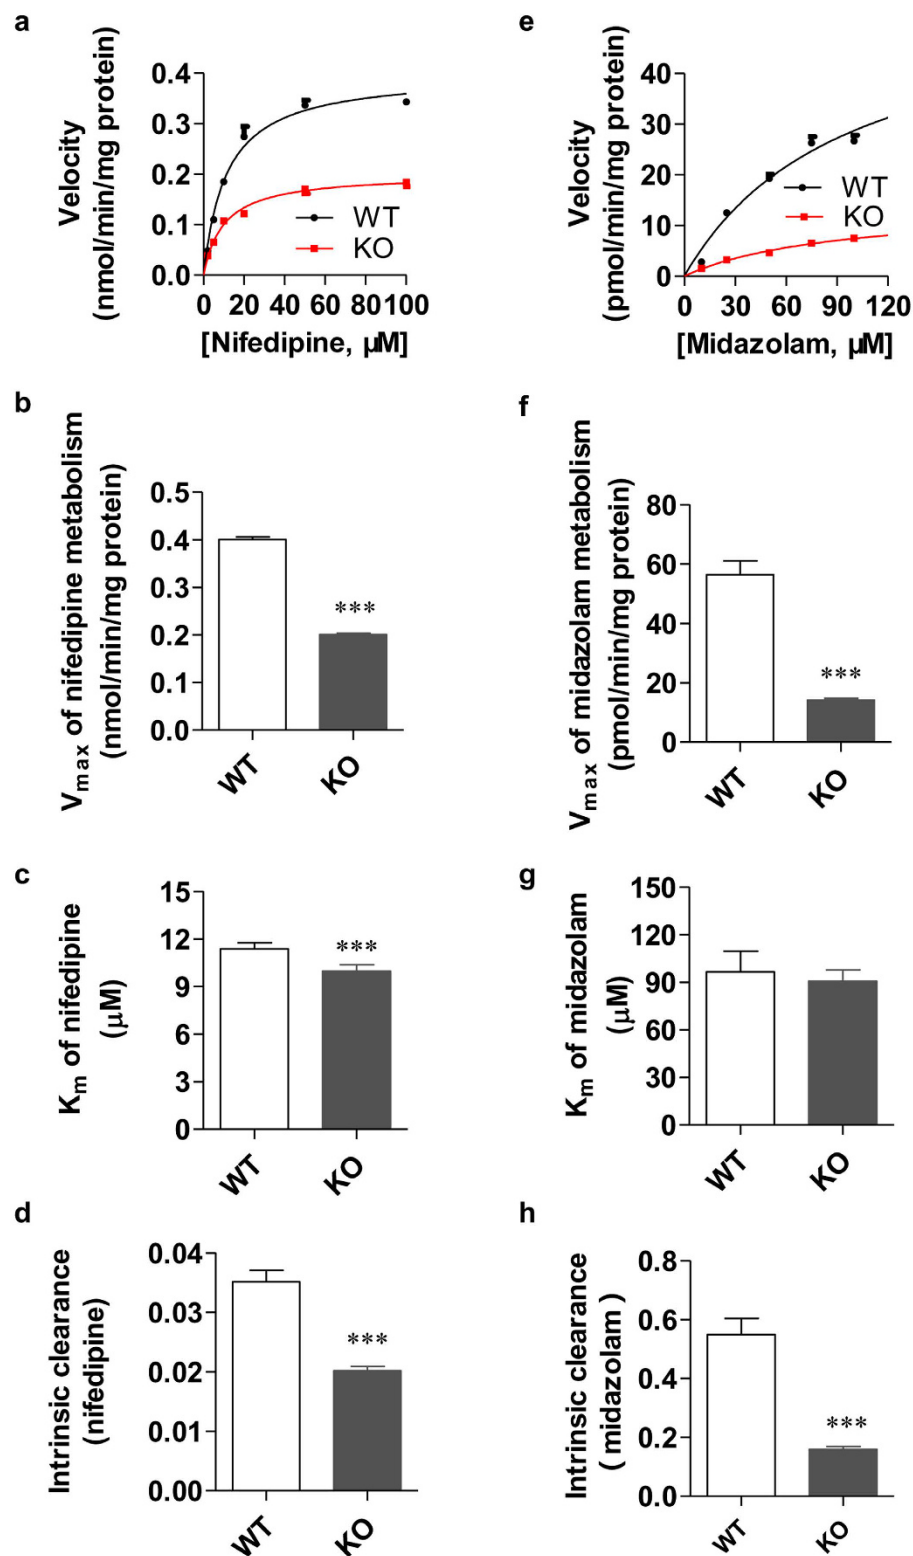 a
Velocity
(nmol/min/mg protein)
0.4
0.3
0.2
0.1
0.0
WT
KO
0 20 40 60 80 100
[Nifedipine, µM]
e
Velocity
(pmol/min/mg protein)
40
30
20
10
0
WT
KO
0 30 60 90 120
[Midazolam, µM]
b
Vmax of nifedipine metabolism
(nmol/min/mg protein)
0.5
0.4
0.3
0.2
0.1
0.0
***
WT KO
f
Vmax of midazolam metabolism
(pmol/min/mg protein)
80
60
40
20
0
***
WT KO
c
Km of nifedipine
(µM)
15
12
9
6
3
0
***
WT KO
g
Km of midazolam
(µM)
150
120
90
60
30
0
WT KO
d
Intrinsic clearance
(nifedipine)
0.04
0.03
0.02
0.01
0.00
***
WT KO
h
Intrinsic clearance
( midazolam )
0.8
0.6
0.4
0.2
0.0
***
WT KO